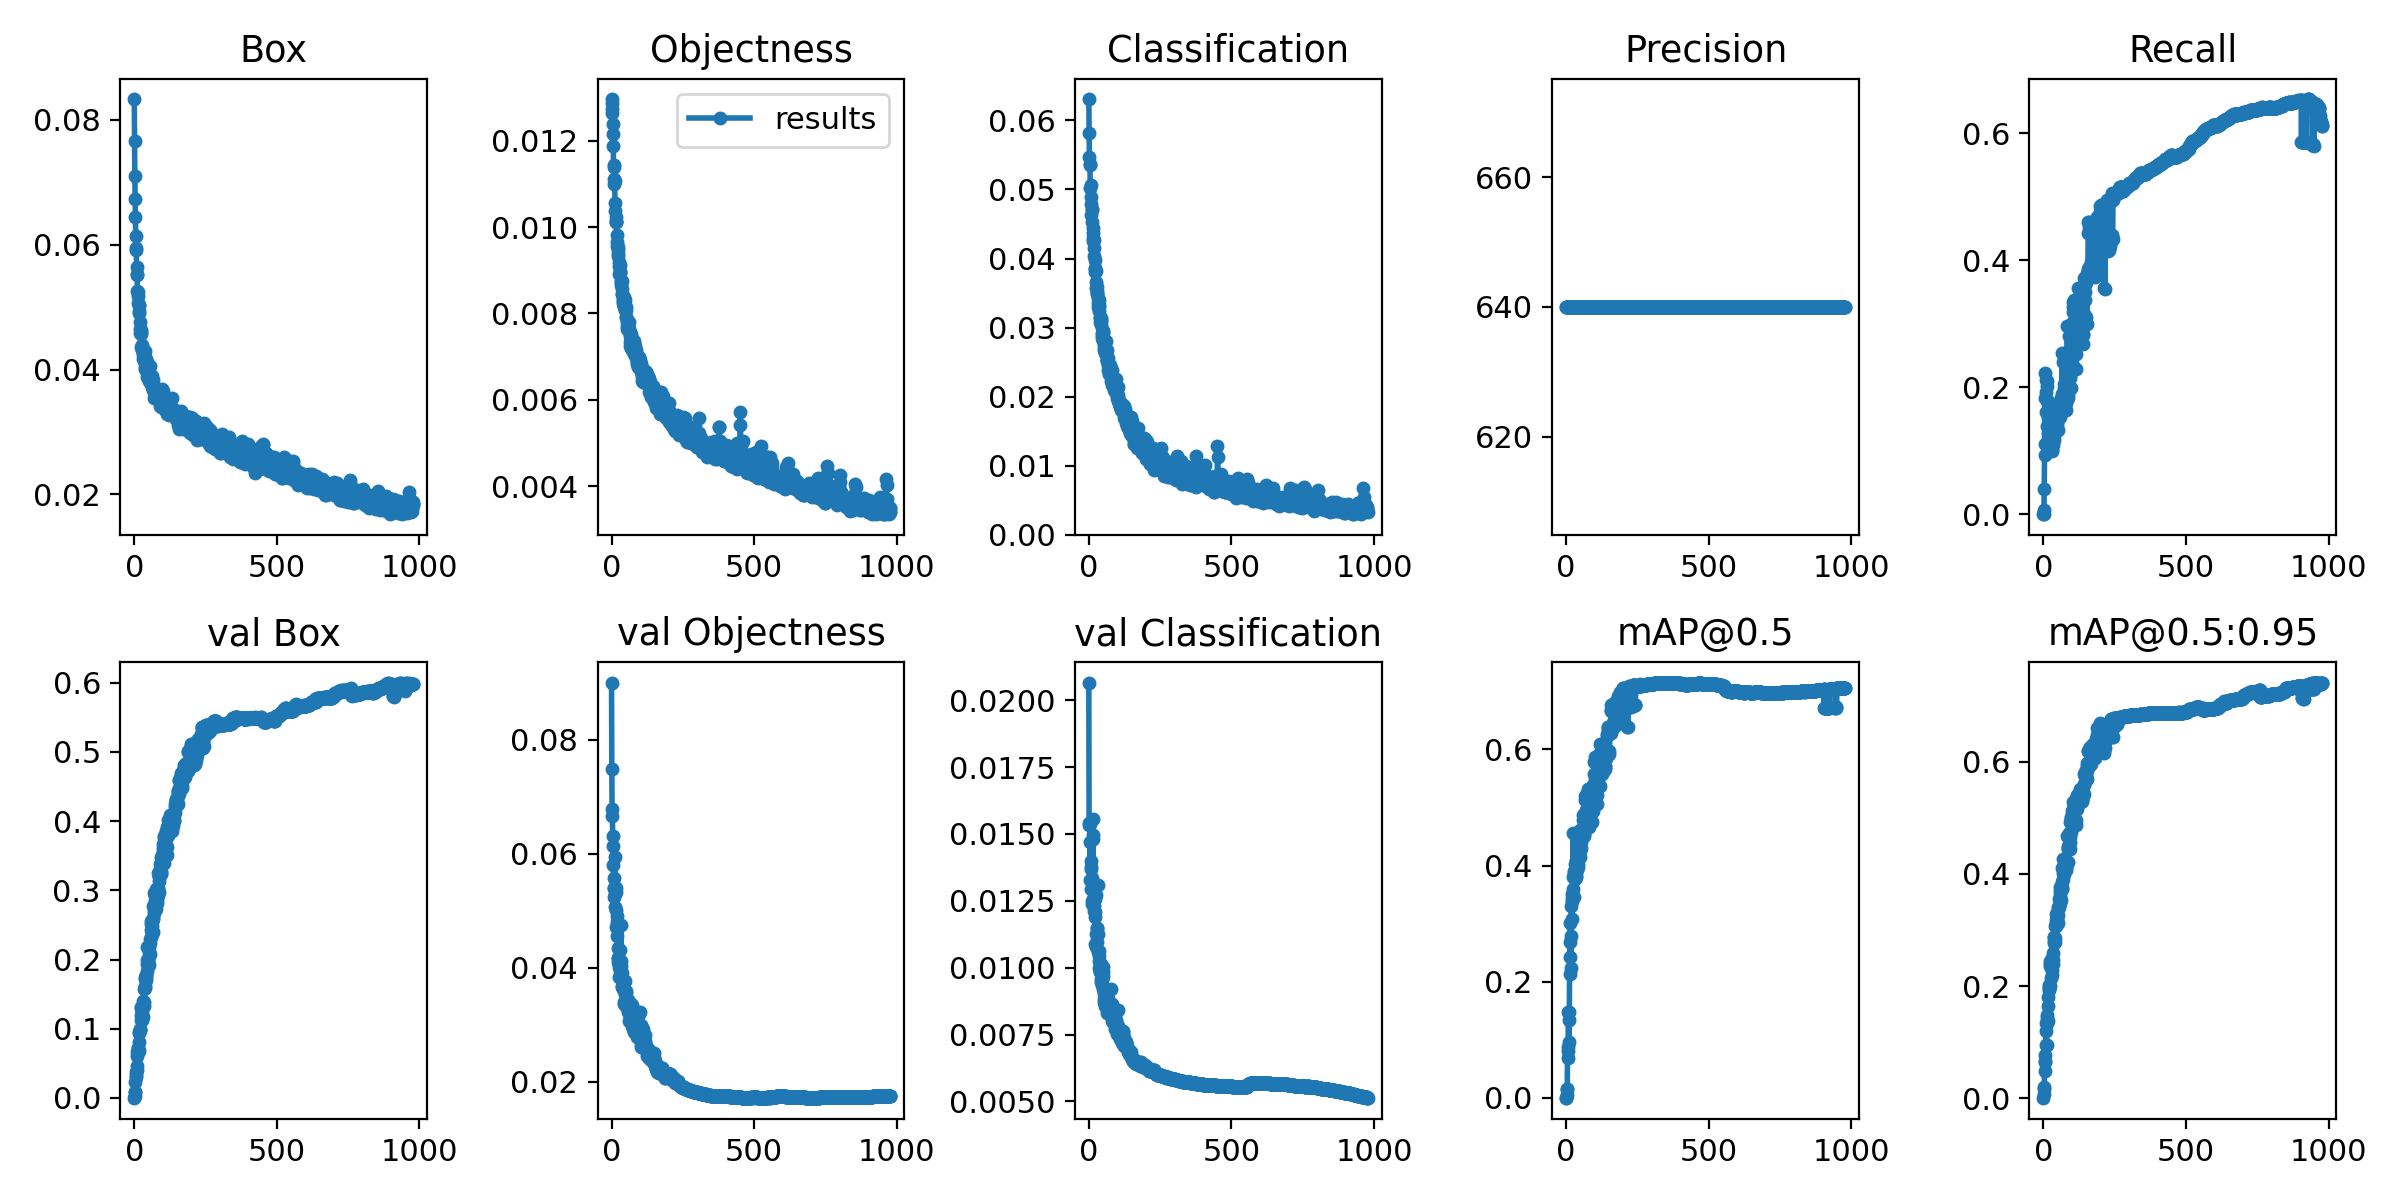 Box
Objectness
Classification
Precision
Recall
results
0.08
0.06
0.04
0.02
0 500 1000
0.012
0.010
0.008
0.006
0.004
0 500 1000
0.06
0.05
0.04
0.03
0.02
0.01
0.00
0 500 1000
660
640
620
0 500 1000
0.6
0.4
0.2
0.0
0 500 1000
val Box
val Objectness
val Classification
mAP@0.5
mAP@0.5:0.95
0.6
0.5
0.4
0.3
0.2
0.1
0.0
0 500 1000
0.08
0.06
0.04
0.02
0 500 1000
0.0200
0.0175
0.0150
0.0125
0.0100
0.0075
0.0050
0 500 1000
0.6
0.4
0.2
0.0
0 500 1000
0.6
0.4
0.2
0.0
0 500 1000